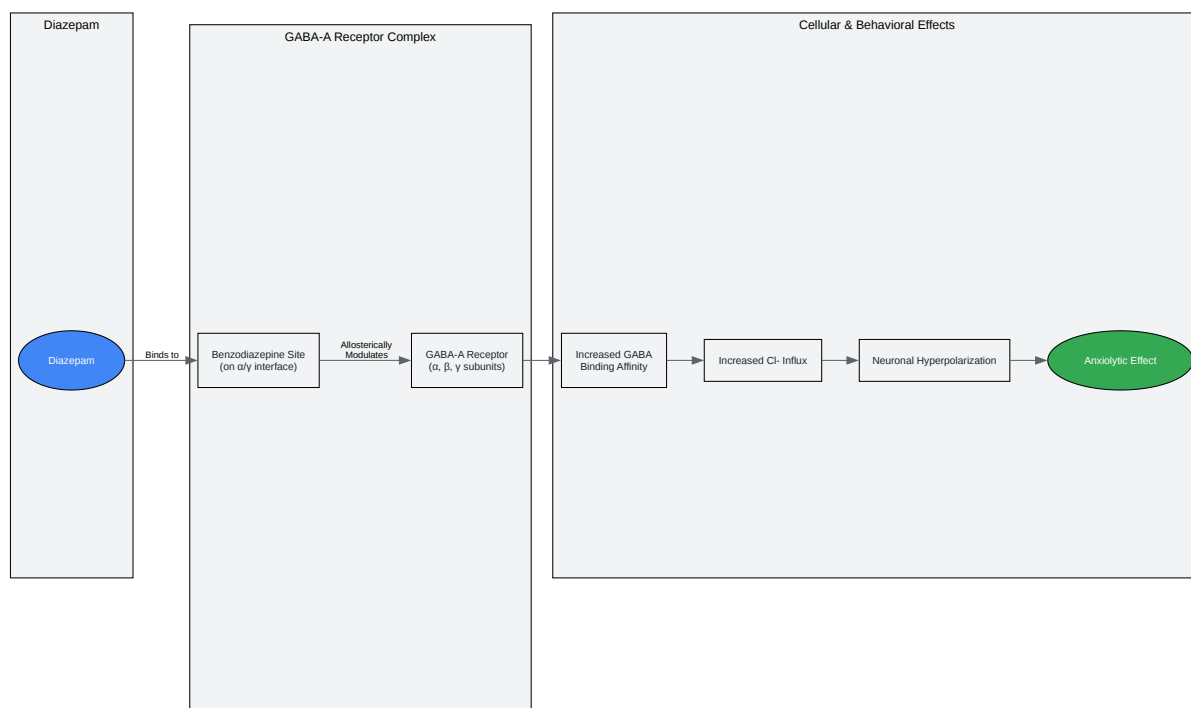 Diazepam
GABA-A Receptor Complex
Cellular & Behavioral Effects
Diazepam
Binds to
Benzodiazepine Site
(on α/γ interface)
Allosterically
Modulates
GABA-A Receptor
(α, β, γ subunits)
Increased GABA
Binding Affinity
Increased Cl- Influx
Neuronal Hyperpolarization
Anxiolytic Effect